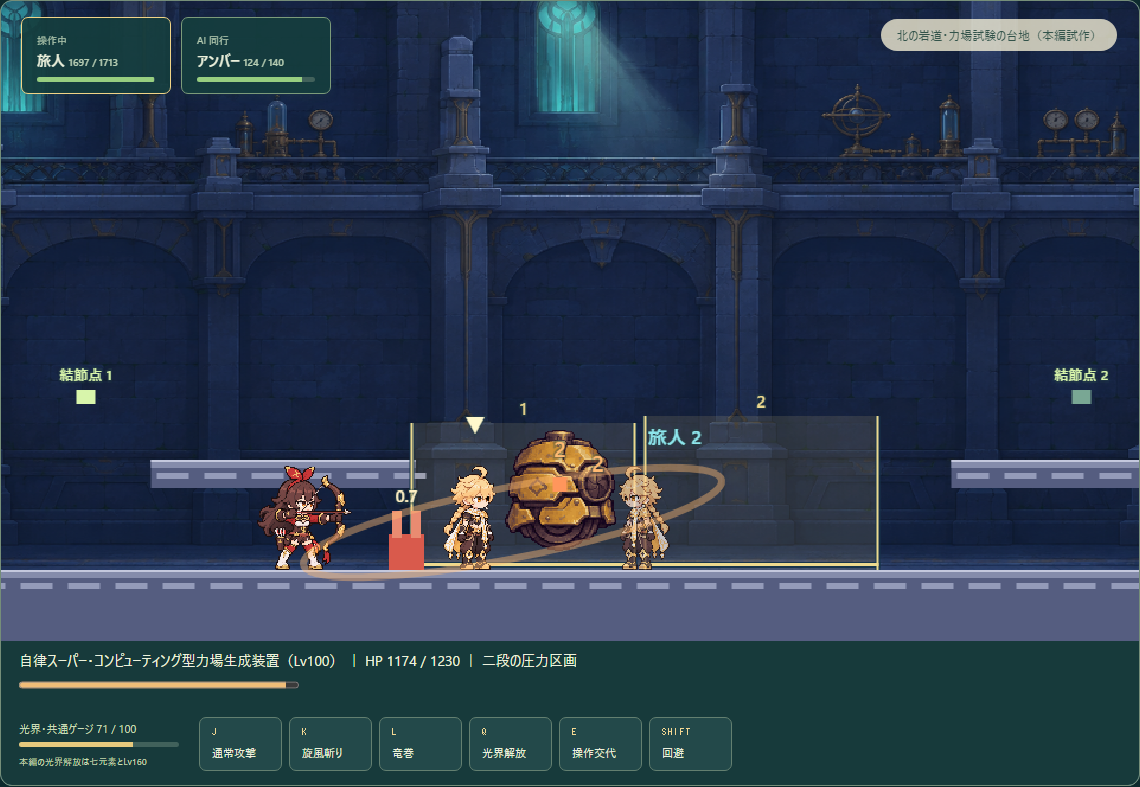 操作中
旅人 1697 / 1713
AI 同行
アンバー 124 / 140
北の岩道・力場試験の台地（本編試作）
結節点 1
結節点 2
1
2
旅人 2
2
2
0.7
自律スーパー・コンピューティング型力場生成装置（Lv100） | HP 1174 / 1230 | 二段の圧力区画
光界・共通ゲージ 71 / 100
本編の光界解放は七元素とLv160
J
通常攻撃
K
旋風斬り
L
竜巻
Q
光界解放
E
操作交代
SHIFT
回避